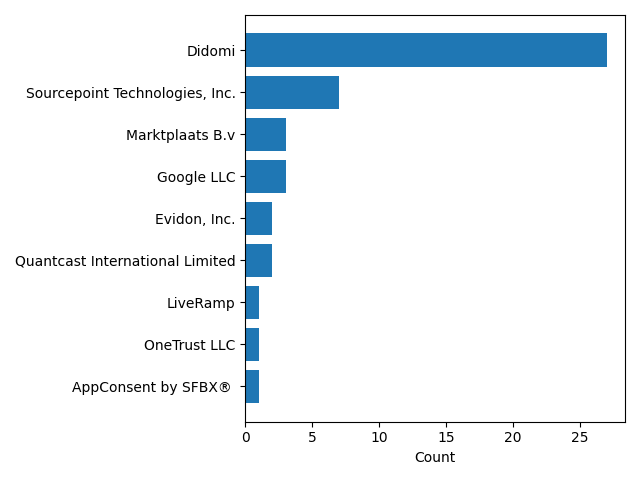 Didomi
Sourcepoint Technologies, Inc.
Marktplaats B.v
Google LLC
Evidon, Inc.
Quantcast International Limited
LiveRamp
OneTrust LLC
AppConsent by SFBX®
0 5 10 15 20 25
Count